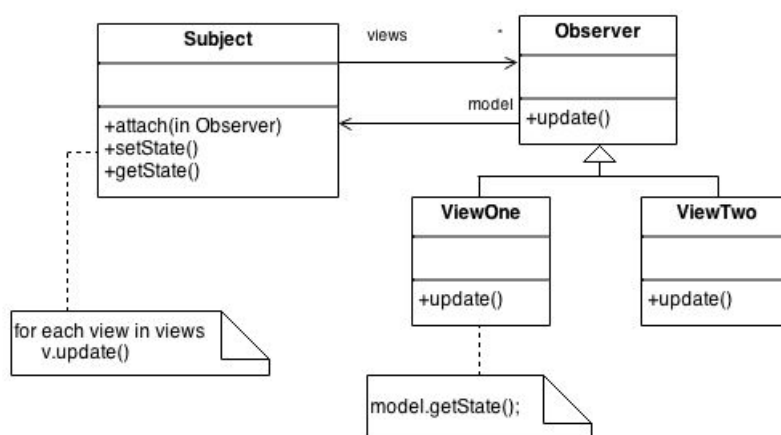 Subject
views
*
Observer
model
+attach(in Observer)
+setState()
+getState()
+update()
ViewOne
ViewTwo
+update()
+update()
for each view in views
v.update()
model.getState();